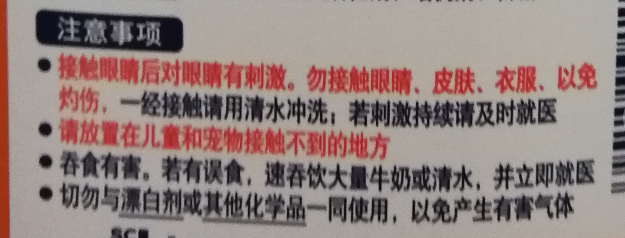 注意事项
●接触眼睛后对眼睛有刺激。勿接触眼睛、皮肤、衣服、以免
灼伤，一经接触请用清水冲洗；若刺激持续请及时就医
●请放置在儿童和宠物接触不到的地方
●吞食有害。若有误食，速吞饮大量牛奶或清水，并立即就医
●切勿与漂白剂或其他化学品一同使用，以免产生有害气体